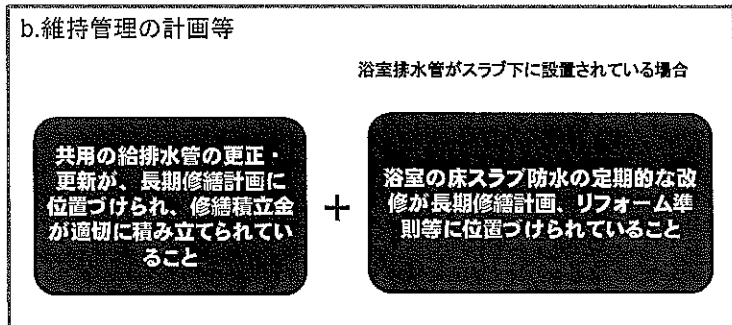 b.維持管理の計画等
浴室排水管がスラブ下に設置されている場合
共用の給排水管の更正・
更新が、長期修繕計画に
位置づけられ、修繕積立金
が適切に積み立てられてい
ること
+
浴室の床スラブ防水の定期的な改
修が長期修繕計画、リフォーム準
則等に位置づけられていること